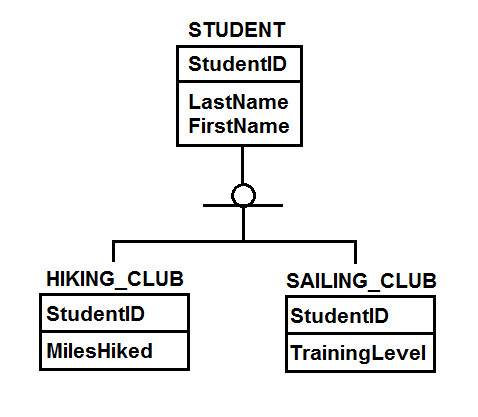 STUDENT
StudentID
LastName
FirstName
HIKING_CLUB
StudentID
MilesHiked
SAILING_CLUB
StudentID
TrainingLevel